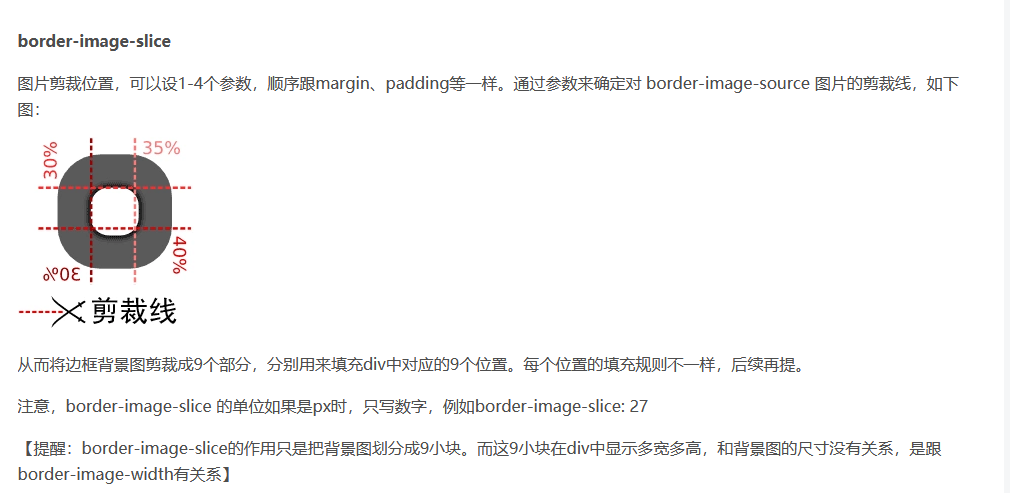 border-image-slice
图片剪裁位置，可以设1-4个参数，顺序跟margin、padding等一样。通过参数来确定对 border-image-source 图片的剪裁线，如下
图：
30%
35%
40%
30%
剪裁线
从而将边框背景图剪裁成9个部分，分别用来填充div中对应的9个位置。每个位置的填充规则不一样，后续再提。
注意，border-image-slice 的单位如果是px时，只写数字，例如border-image-slice: 27
【提醒：border-image-slice的作用只是把背景图划分成9小块。而这9小块在div中显示多宽多高，和背景图的尺寸没有关系，是跟
border-image-width有关系】